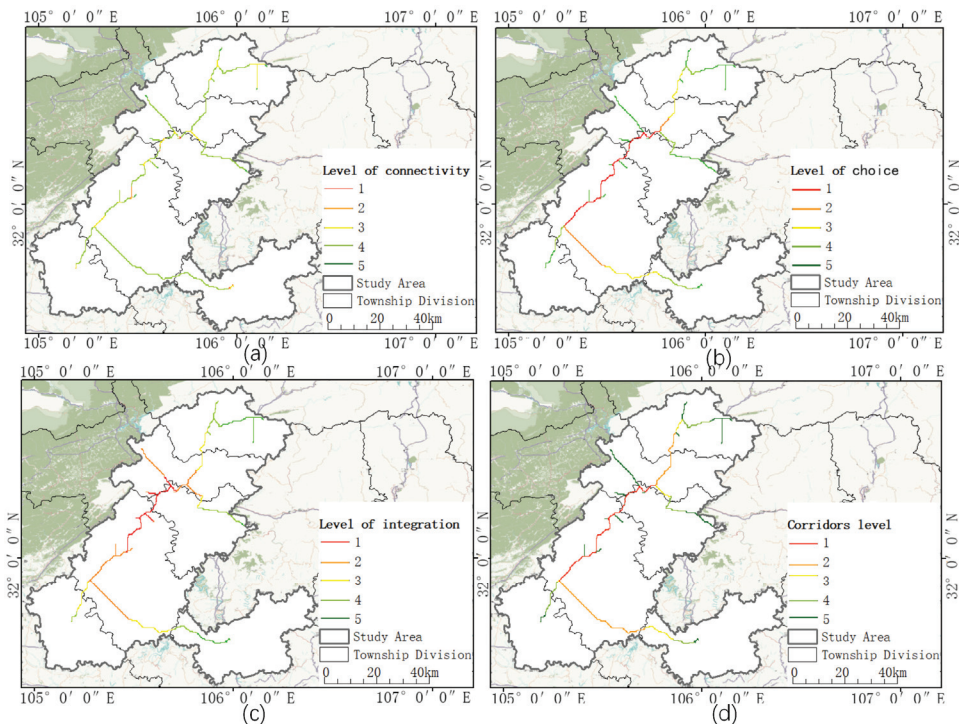 105° 0′ 0″ E 106° 0′ 0″ E 107° 0′ 0″ E
32° 0′ 0″ N
Level of connectivity
1
2
3
4
5
Study Area
Township Division
0 20 40km
105° 0′ 0″ E 106° 0′ 0″ E 107° 0′ 0″ E
(a)
105° 0′ 0″ E 106° 0′ 0″ E 107° 0′ 0″ E
32° 0′ 0″ N
Level of choice
1
2
3
4
5
Study Area
Township Division
0 20 40km
32° 0′ 0″ N
105° 0′ 0″ E 106° 0′ 0″ E 107° 0′ 0″ E
(b)
105° 0′ 0″ E 106° 0′ 0″ E 107° 0′ 0″ E
32° 0′ 0″ N
Level of integration
1
2
3
4
5
Study Area
Township Division
0 20 40km
105° 0′ 0″ E 106° 0′ 0″ E 107° 0′ 0″ E
(c)
105° 0′ 0″ E 106° 0′ 0″ E 107° 0′ 0″ E
32° 0′ 0″ N
Corridors level
1
2
3
4
5
Study Area
Township Division
0 20 40km
32° 0′ 0″ N
105° 0′ 0″ E 106° 0′ 0″ E 107° 0′ 0″ E
(d)